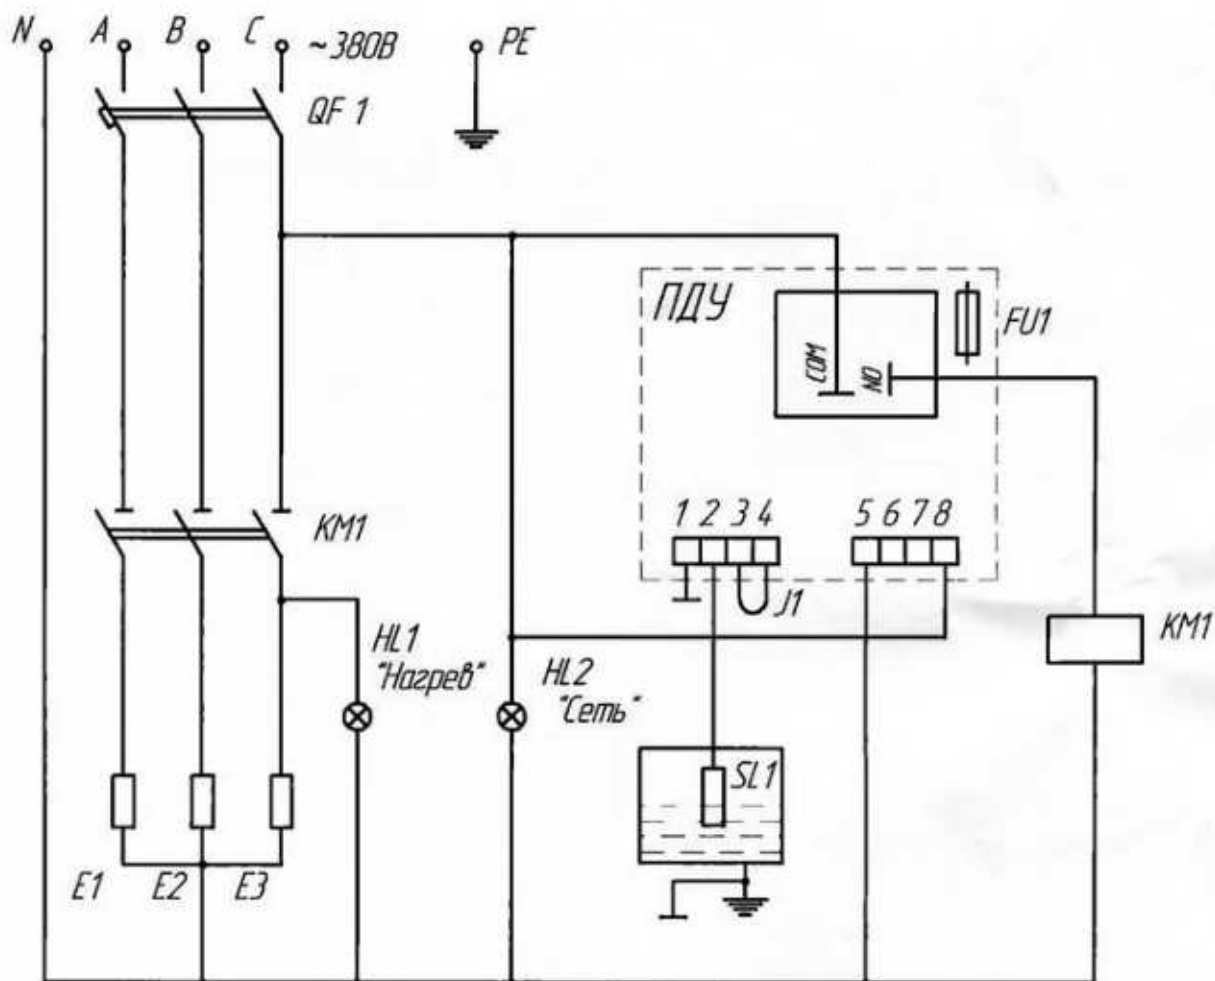 N A B C ~380В PE
QF 1
ПДУ
FU1
COM
NO
1 2 3 4 5 6 7 8
KM1
J1
KM1
HL1
"Нагрев"
HL2
"Сеть"
SL1
E1 E2 E3